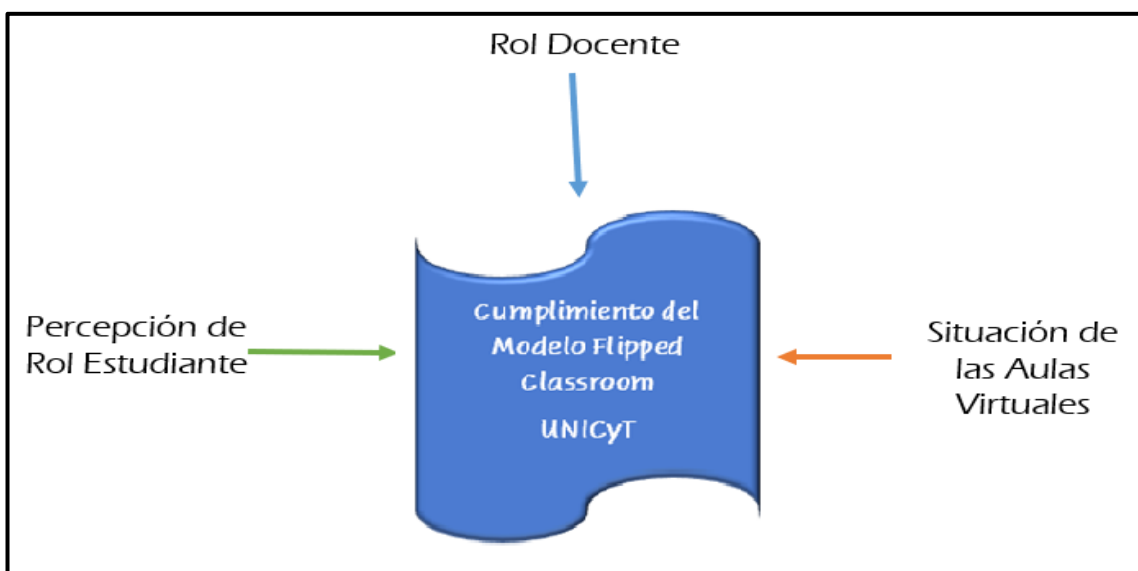 Rol Docente
Percepción de
Rol Estudiante
Cumplimiento del
Modelo Flipped
Classroom
UNICyT
Situación de
las Aulas
Virtuales